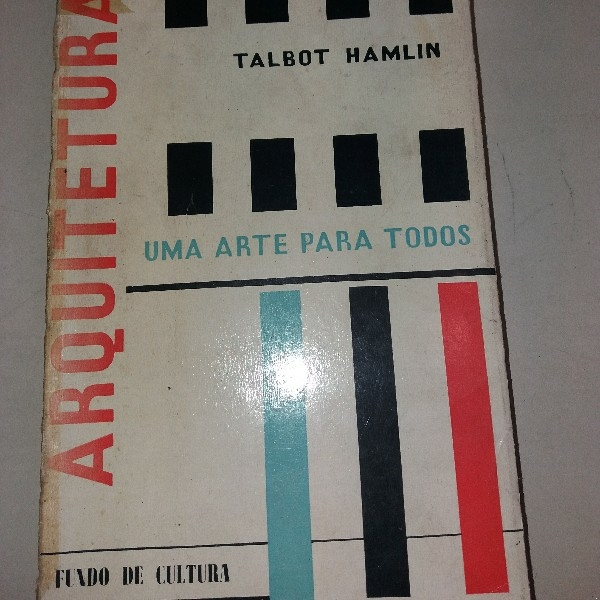 ARQUITETURA
TALBOT HAMLIN
UMA ARTE PARA TODOS
FUNDO DE CULTURA